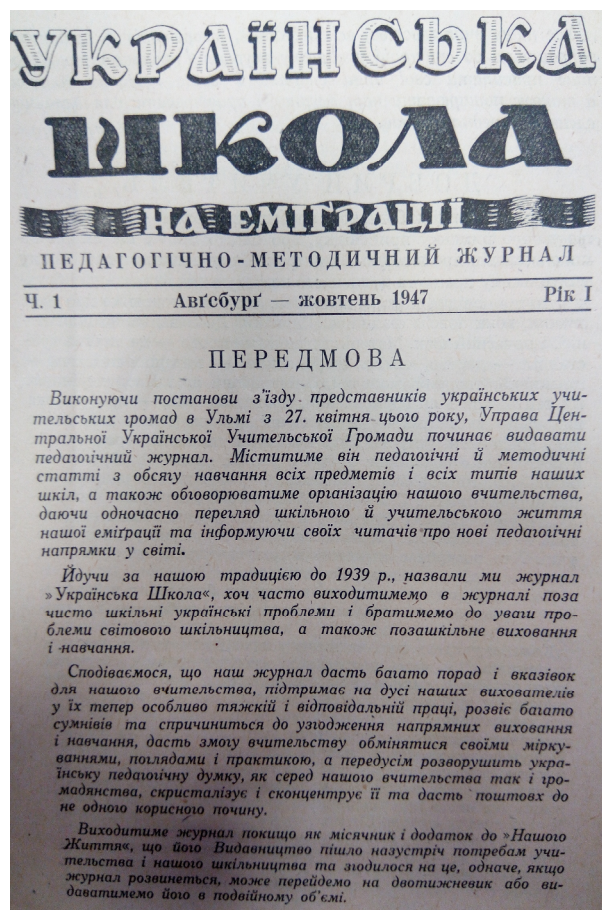 УКРАЇНСЬКА
ШКОЛА
НА ЕМІҐРАЦІЇ
ПЕДАГОГІЧНО-МЕТОДИЧНИЙ ЖУРНАЛ
Ч. 1 Авґсбурґ — жовтень 1947 Рік I
ПЕРЕДМОВА
Виконуючи постанови з'їзду представників українських учи-
тельських громад в Ульмі з 27. квітня цього року, Управа Цен-
тральної Української Учительської Громади починає видавати
педагогічний журнал. Міститиме він педагогічні й методичні
статті з обсягу навчання всіх предметів і всіх типів наших
шкіл, а також обговорюватиме організацію нашого вчительства,
даючи одночасно перегляд шкільного й учительського життя
нашої еміґрації та інформуючи своїх читачів про нові педагогічні
напрямки у світі.
Йдучи за нашою традицією до 1939 р., назвали ми журнал
»Українська Школа«, хоч часто виходитимемо в журналі поза
чисто шкільні українські проблеми і братимемо до уваги про-
блеми світового шкільництва, а також позашкільне виховання
і навчання.
Сподіваємося, що наш журнал дасть багато порад і вказівок
для нашого вчительства, підтримає на дусі наших вихователів
у їх тепер особливо тяжкій і відповідальній праці, розвіє багато
сумнівів та спричиниться до узгодження напрямних виховання
і навчання, дасть змогу вчительству обмінятися своїми мірку-
ваннями, поглядами і практикою, а передусім розворушить укра-
їнську педагогічну думку, як серед нашого вчительства так і гро-
мадянства, скристалізує і сконцентрує її та дасть поштовх до
не одного корисного почину.
Виходитиме журнал покищо як місячник і додаток до »Нашого
Життя«, що його Видавництво пішло назустріч потребам учи-
тельства і нашого шкільництва та згодилося на це, одначе, якщо
журнал розвинеться, може перейдемо на двотижневик або ви-
даватимемо його в подвійному об'ємі.